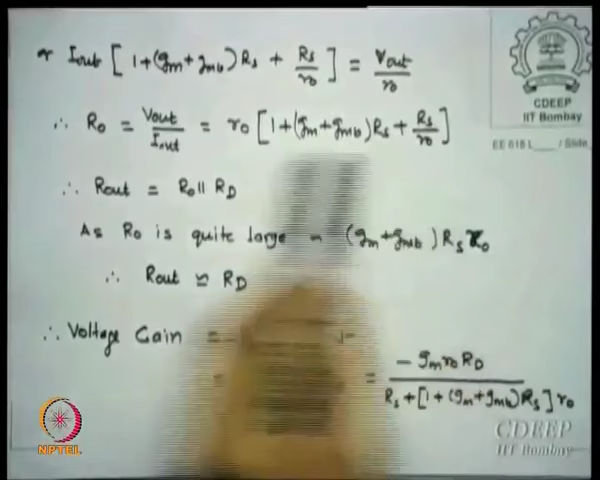 or Iout [ 1+(gm+gmb)Rs + Rs/ro ] = Vout/ro
∴ Ro = Vout/Iout = ro [1+(gm+gmb)Rs + Rs/ro]
∴ Rout = Ro || RD
As Ro is quite large ~ (gm+gmb)Rs ro
∴ Rout ≃ RD
∴ Voltage Gain =
= -gm ro RD / Rs+[1+(gm+gmb)Rs]ro
CDEEP
IIT Bombay
EE 618 L___ / Slide
NPTEL
CDEEP
IIT Bombay